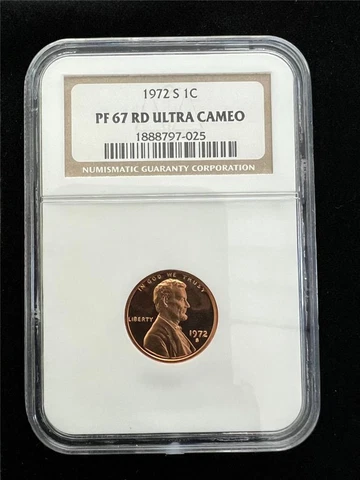 1972 S 1C
PF 67 RD ULTRA CAMEO
1888797-025
NUMISMATIC GUARANTY CORPORATION
IN GOD WE TRUST
LIBERTY
1972
S